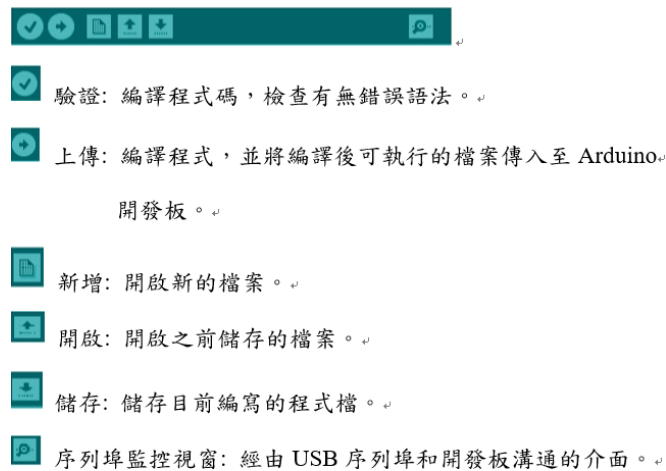 驗證: 編譯程式碼，檢查有無錯誤語法。
上傳: 編譯程式，並將編譯後可執行的檔案傳入至 Arduino
開發板。
新增: 開啟新的檔案。
開啟: 開啟之前儲存的檔案。
儲存: 儲存目前編寫的程式檔。
序列埠監控視窗: 經由 USB 序列埠和開發板溝通的介面。